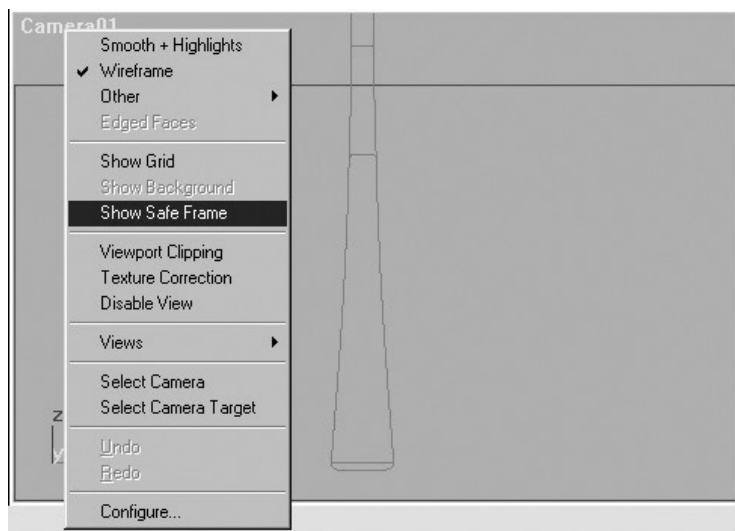 Camera01
Smooth + Highlights
Wireframe
Other
Edged Faces
Show Grid
Show Background
Show Safe Frame
Viewport Clipping
Texture Correction
Disable View
Views
Select Camera
Select Camera Target
z
y
Undo
Redo
Configure...